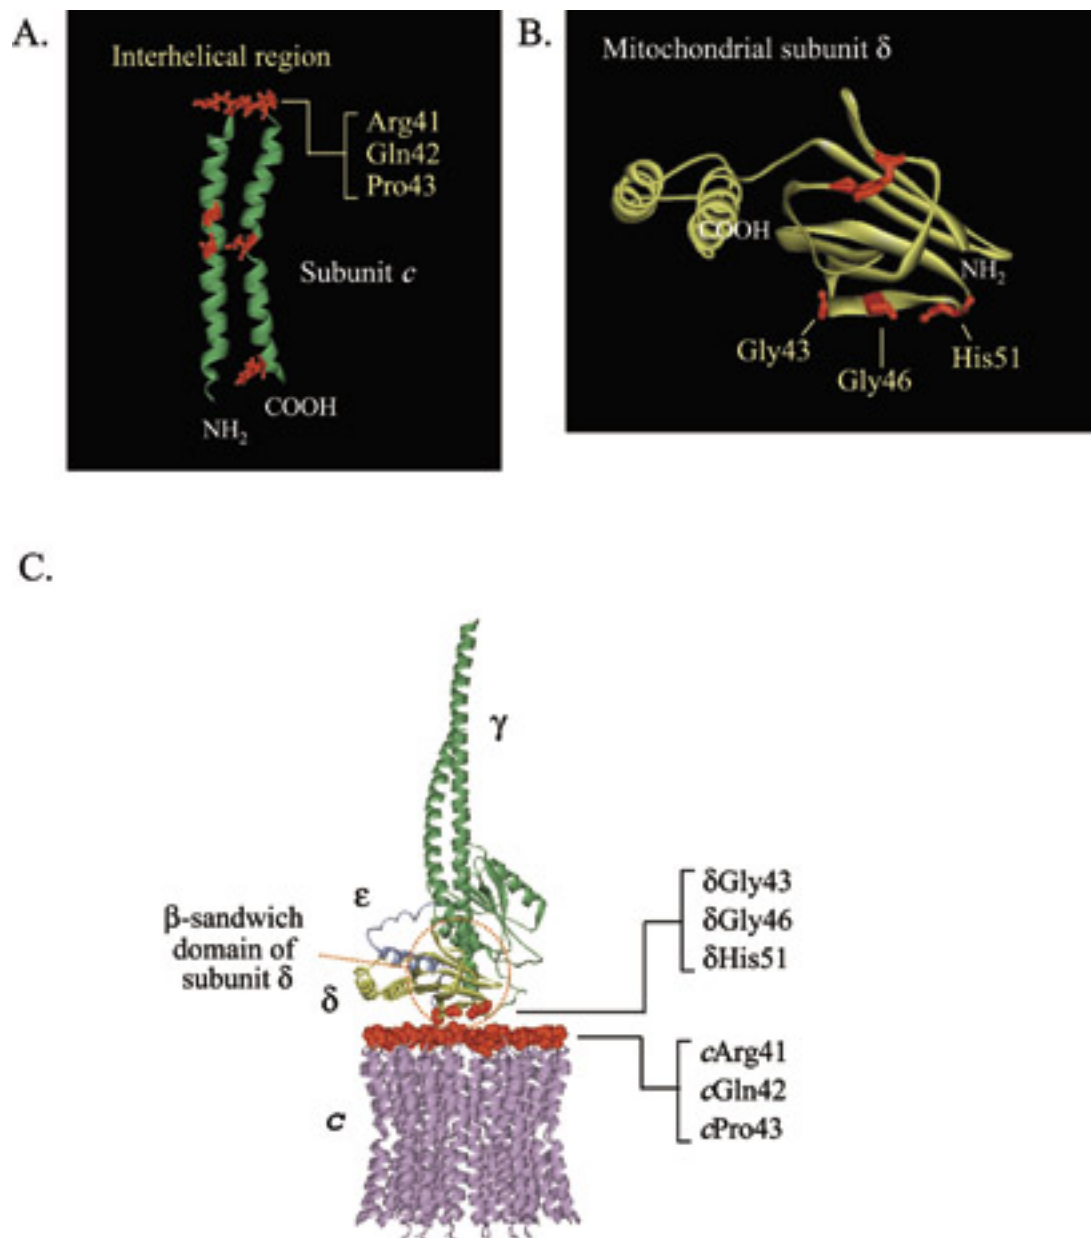 A.
Interhelical region
Arg41
Gln42
Pro43
Subunit c
COOH
NH₂
B.
Mitochondrial subunit δ
COOH
NH₂
Gly43
Gly46
His51
C.
γ
ε
β-sandwich
domain of
subunit δ
δ
δGly43
δGly46
δHis51
cArg41
cGln42
cPro43
c